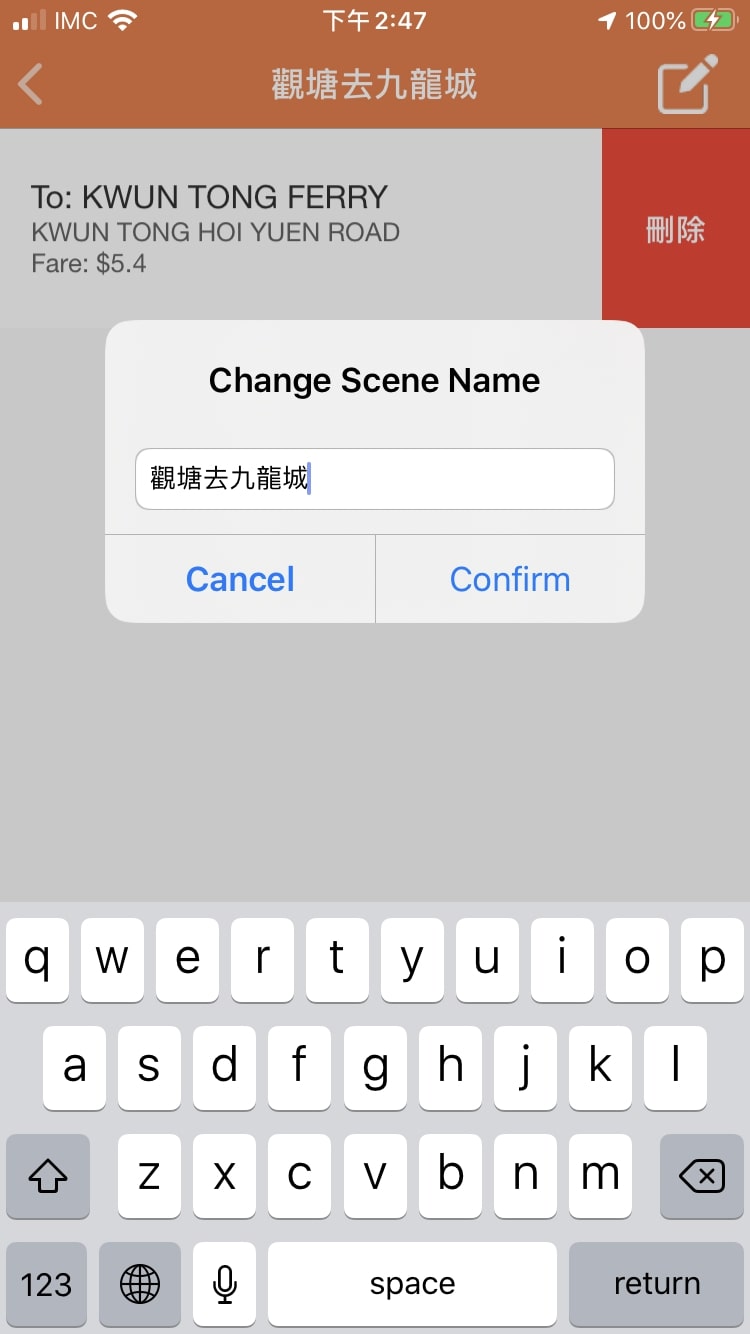 IMC 下午2:47 100%
觀塘去九龍城
To: KWUN TONG FERRY
KWUN TONG HOI YUEN ROAD
Fare: $5.4
刪除
Change Scene Name
觀塘去九龍城
Cancel Confirm
q w e r t y u i o p
a s d f g h j k l
z x c v b n m
123 space return